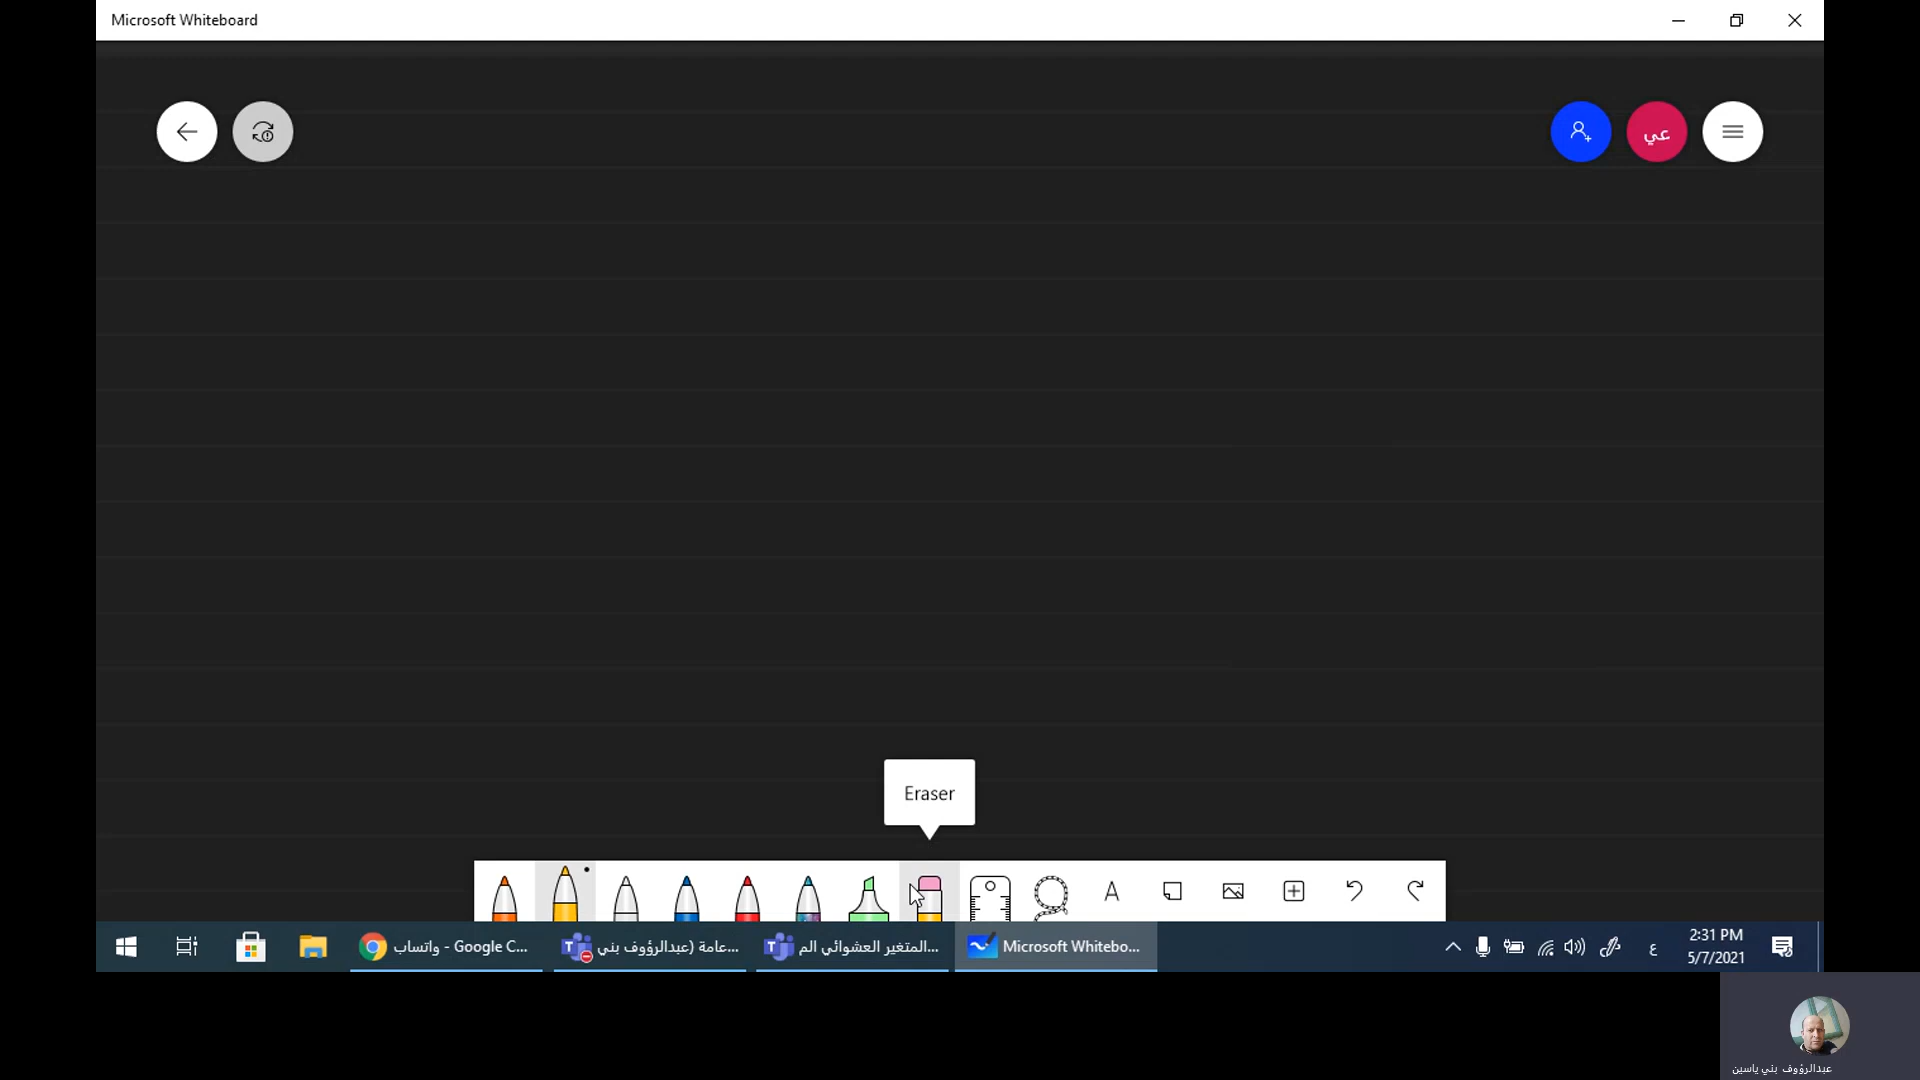 Microsoft Whiteboard
عي
Eraser
A
واتساب - Google C...
عامة (عبدالرؤوف بني...
المتغير العشوائي الم...
Microsoft Whitebo...
ع
2:31 PM
5/7/2021
عبدالرؤوف بني ياسين